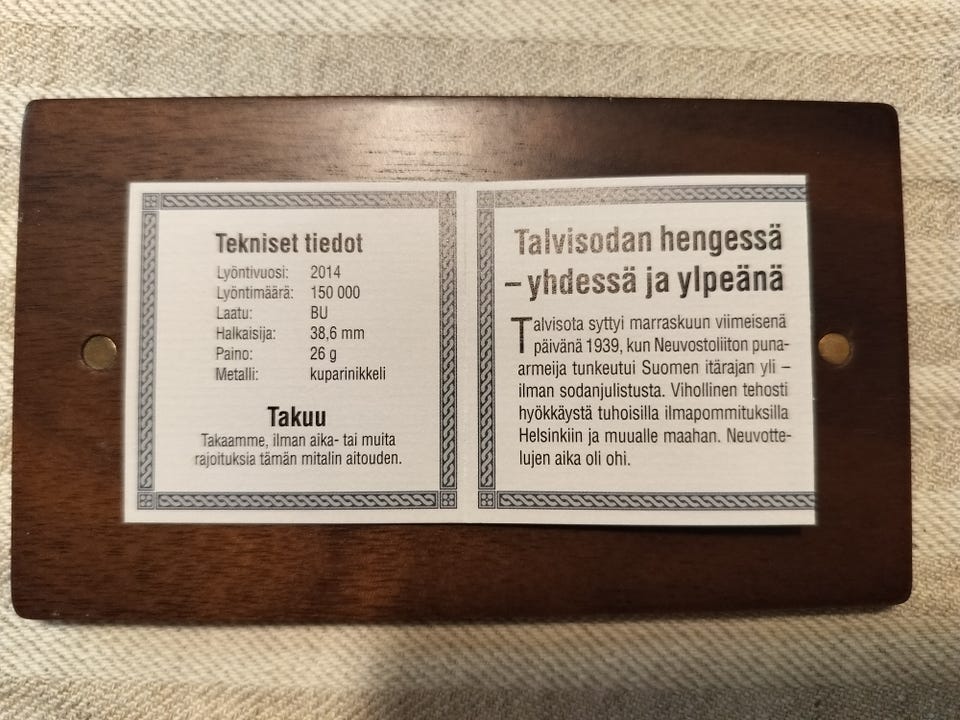 Tekniset tiedot
Lyöntivuosi: 2014
Lyöntimäärä: 150 000
Laatu: BU
Halkaisija: 38,6 mm
Paino: 26 g
Metalli: kuparinikkeli
Takuu
Takaamme, ilman aika- tai muita
rajoituksia tämän mitalin aitouden.
Talvisodan hengessä
– yhdessä ja ylpeänä
Talvisota syttyi marraskuun viimeisenä
päivänä 1939, kun Neuvostoliiton puna-
armeija tunkeutui Suomen itärajan yli –
ilman sodanjulistusta. Vihollinen tehosti
hyökkäystä tuhoisilla ilmapommituksilla
Helsinkiin ja muualle maahan. Neuvotte-
lujen aika oli ohi.